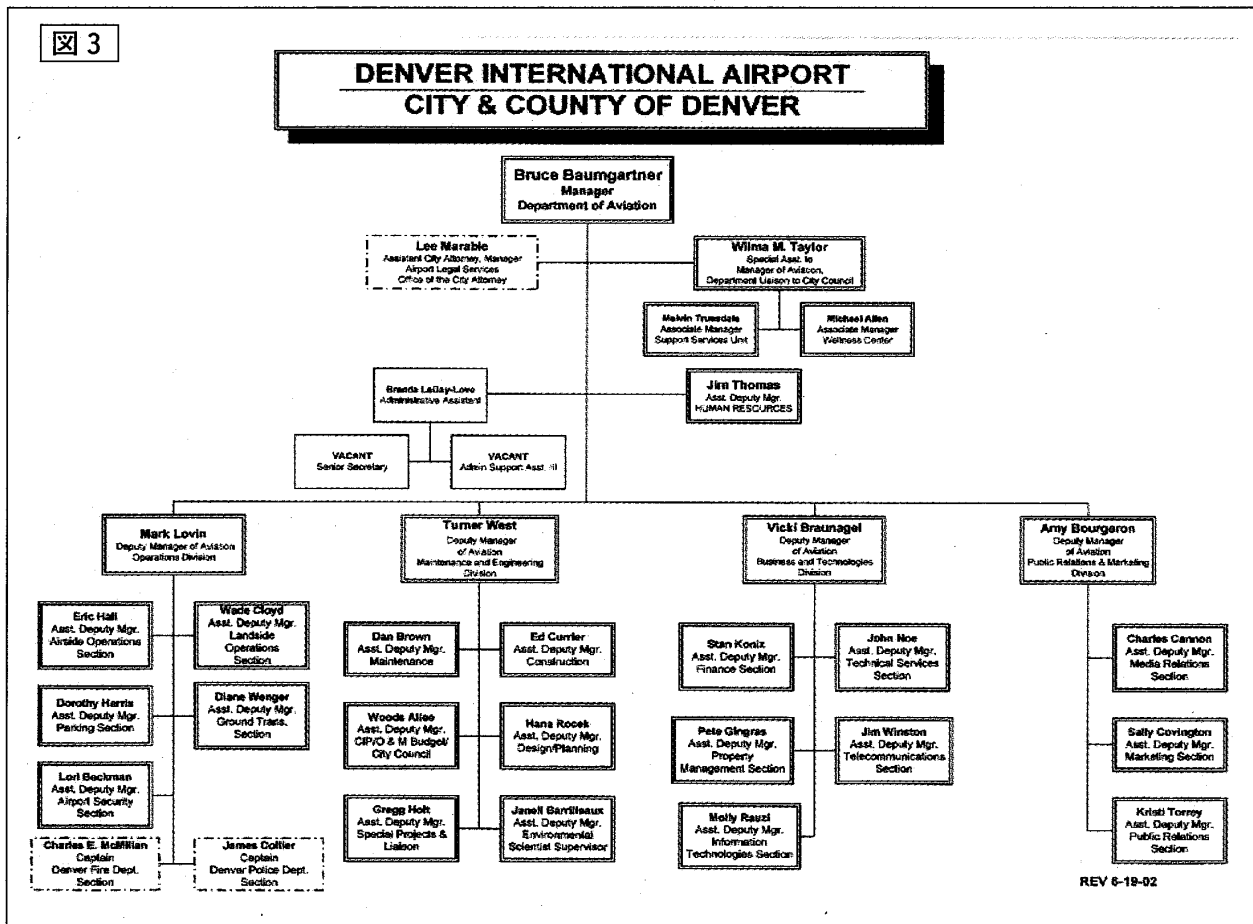 図3
DENVER INTERNATIONAL AIRPORT
CITY & COUNTY OF DENVER
Bruce Baumgartner
Manager
Department of Aviation
Lee Marable
Assistant City Attorney, Manager
Airport Legal Services
Office of the City Attorney
Wilma M. Taylor
Special Asst. to
Manager of Aviation,
Department Liaison to City Council
Melvin Truesdale
Associate Manager
Support Services Unit
Michael Allen
Associate Manager
Wellness Center
Brenda LaGay-Love
Administrative Assistant
Jim Thomas
Asst. Deputy Mgr.
HUMAN RESOURCES
VACANT
Senior Secretary
VACANT
Admin Support Asst. III
Mark Lovin
Deputy Manager of Aviation
Operations Division
Turner West
Deputy Manager
of Aviation
Maintenance and Engineering
Division
Vicki Braunagel
Deputy Manager
of Aviation
Business and Technologies
Division
Amy Bourgeron
Deputy Manager
of Aviation
Public Relations & Marketing
Division
Eric Hall
Asst. Deputy Mgr.
Airside Operations
Section
Wade Cloyd
Asst. Deputy Mgr.
Landside
Operations
Section
Dorothy Harris
Asst. Deputy Mgr.
Parking Section
Diane Wenger
Asst. Deputy Mgr.
Ground Trans.
Section
Lori Beckman
Asst. Deputy Mgr.
Airport Security
Section
Charles E. McMillan
Captain
Denver Fire Dept.
Section
James Collier
Captain
Denver Police Dept.
Section
Dan Brown
Asst. Deputy Mgr.
Maintenance
Ed Currier
Asst. Deputy Mgr.
Construction
Woods Allee
Asst. Deputy Mgr.
CIP/O & M Budget/
City Council
Hana Rocek
Asst. Deputy Mgr.
Design/Planning
Gregg Holt
Asst. Deputy Mgr.
Special Projects &
Liaison
Janell Barrilleaux
Asst. Deputy Mgr.
Environmental
Scientist Supervisor
Stan Koniz
Asst. Deputy Mgr.
Finance Section
John Noe
Asst. Deputy Mgr.
Technical Services
Section
Pete Gingras
Asst. Deputy Mgr.
Property
Management Section
Jim Winston
Asst. Deputy Mgr.
Telecommunications
Section
Molly Rauzi
Asst. Deputy Mgr.
Information
Technologies Section
Charles Cannon
Asst. Deputy Mgr.
Media Relations
Section
Sally Covington
Asst. Deputy Mgr.
Marketing Section
Kristi Torrey
Asst. Deputy Mgr.
Public Relations
Section
REV 6-19-02